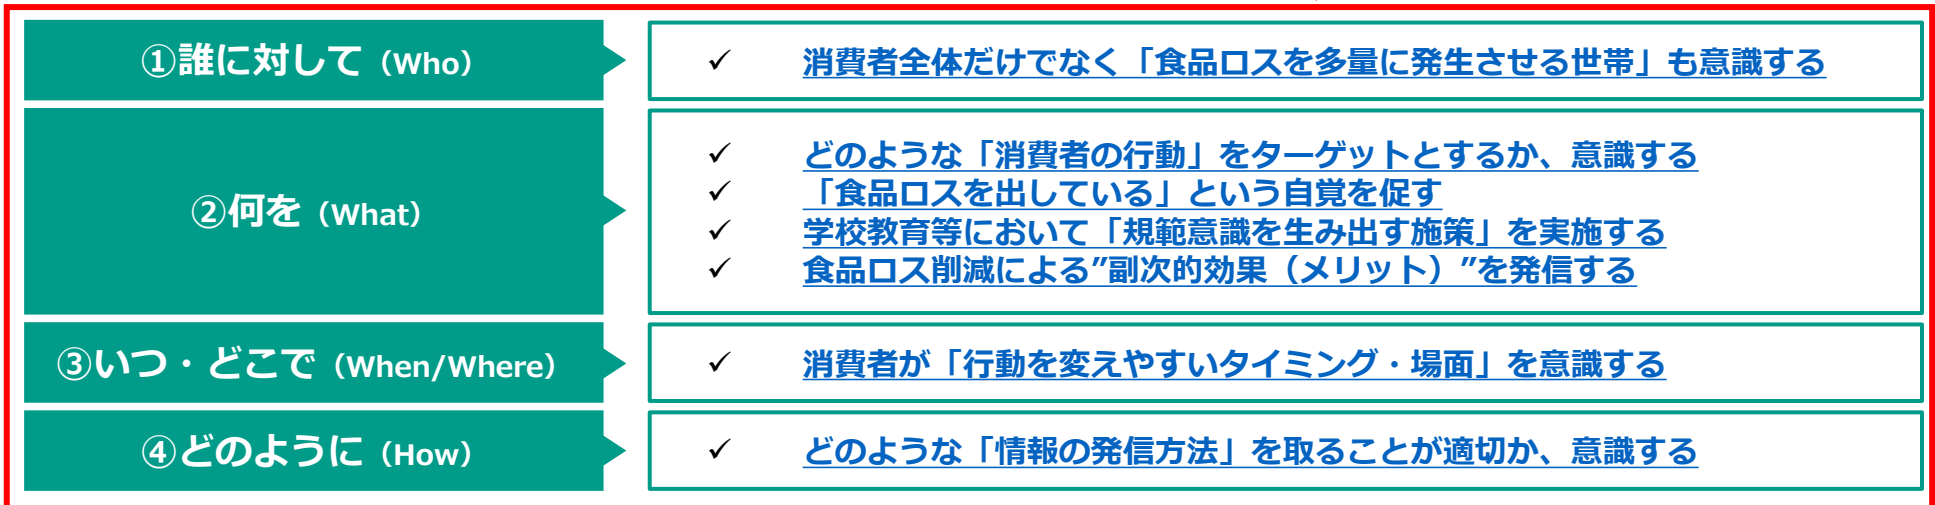 ①誰に対して（Who）
✓ 消費者全体だけでなく「食品ロスを多量に発生させる世帯」も意識する
②何を（What）
✓ どのような「消費者の行動」をターゲットとするか、意識する
✓ 「食品ロスを出している」という自覚を促す
✓ 学校教育等において「規範意識を生み出す施策」を実施する
✓ 食品ロス削減による”副次的効果（メリット）”を発信する
③いつ・どこで（When/Where）
✓ 消費者が「行動を変えやすいタイミング・場面」を意識する
④どのように（How）
✓ どのような「情報の発信方法」を取ることが適切か、意識する